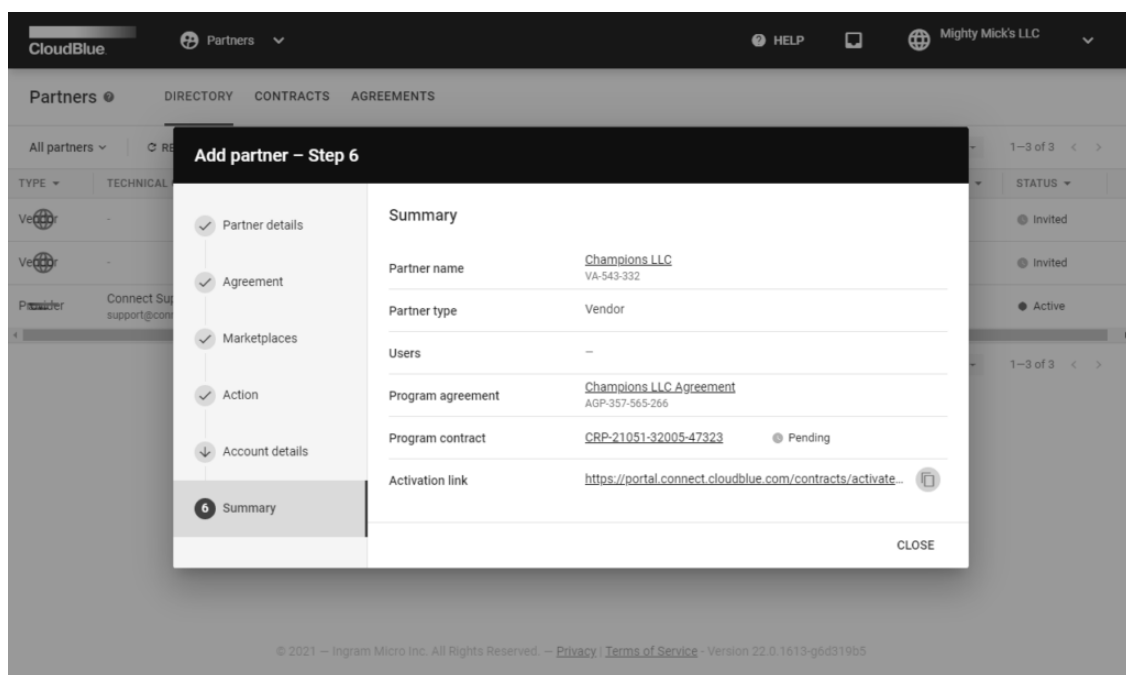 CloudBlue
Partners
HELP
Mighty Mick's LLC
Partners
DIRECTORY CONTRACTS AGREEMENTS
All partners
1–3 of 3
TYPE TECHNICAL STATUS
- Invited
- Invited
Connect Sup
support@conn
Active
1–3 of 3
Add partner – Step 6
Partner details
Agreement
Marketplaces
Action
Account details
6 Summary
Summary
Partner name Champions LLC
VA-543-332
Partner type Vendor
Users –
Program agreement Champions LLC Agreement
AGP-357-565-266
Program contract CRP-21051-32005-47323 Pending
Activation link https://portal.connect.cloudblue.com/contracts/activate...
CLOSE
© 2021 – Ingram Micro Inc. All Rights Reserved. – Privacy | Terms of Service - Version 22.0.1613-g6d319b5